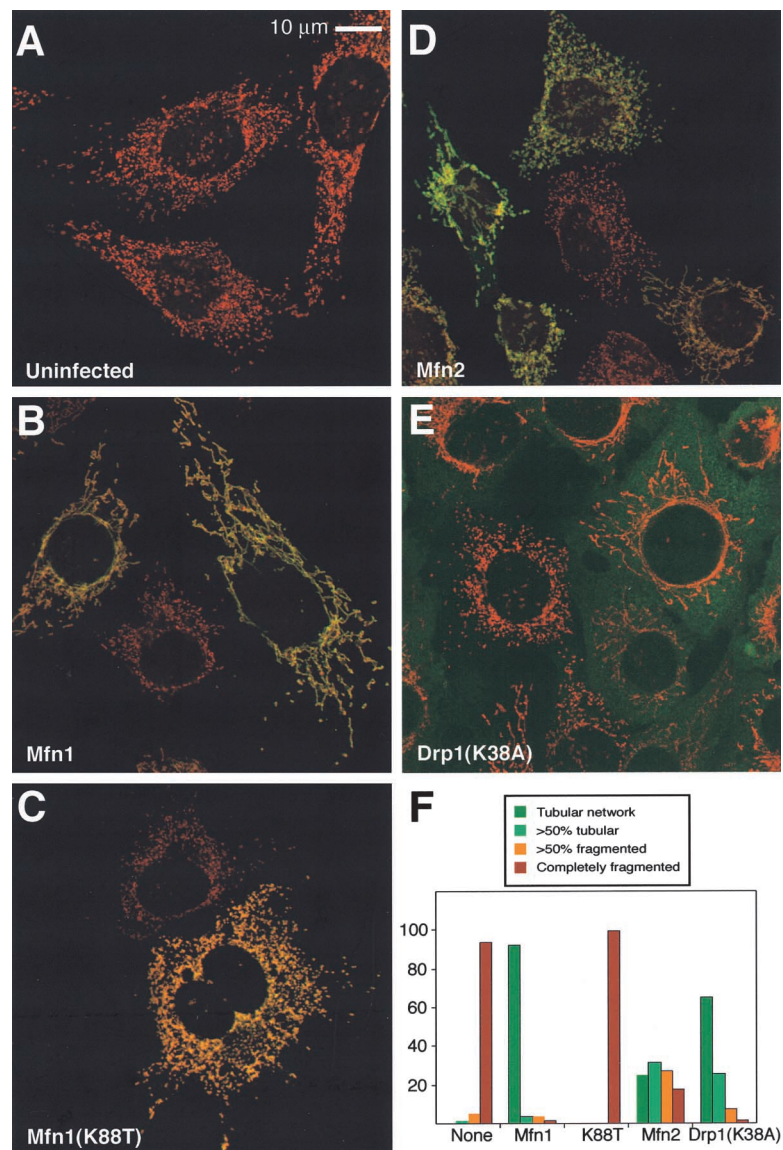 A
10 μm
Uninfected
B
Mfn1
C
Mfn1(K88T)
D
Mfn2
E
Drp1(K38A)
F
Tubular network
>50% tubular
>50% fragmented
Completely fragmented
100
80
60
40
20
None Mfn1 K88T Mfn2 Drp1(K38A)